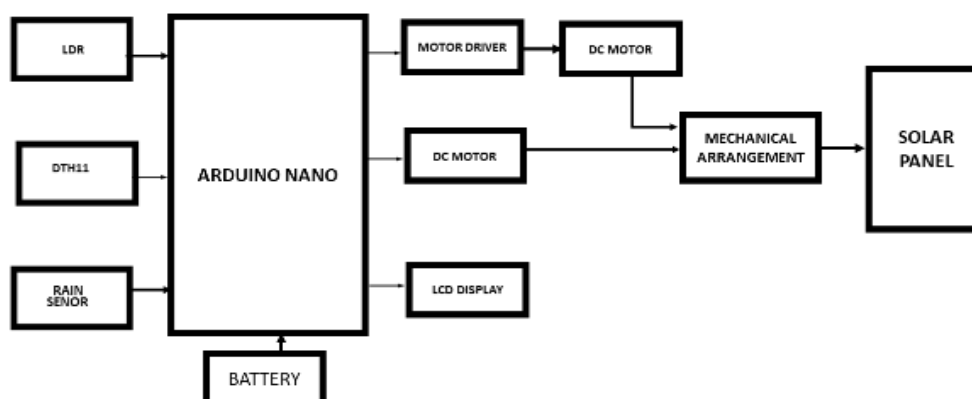 LDR
DTH11
RAIN
SENOR
ARDUINO NANO
BATTERY
MOTOR DRIVER
DC MOTOR
DC MOTOR
LCD DISPLAY
MECHANICAL
ARRANGEMENT
SOLAR
PANEL